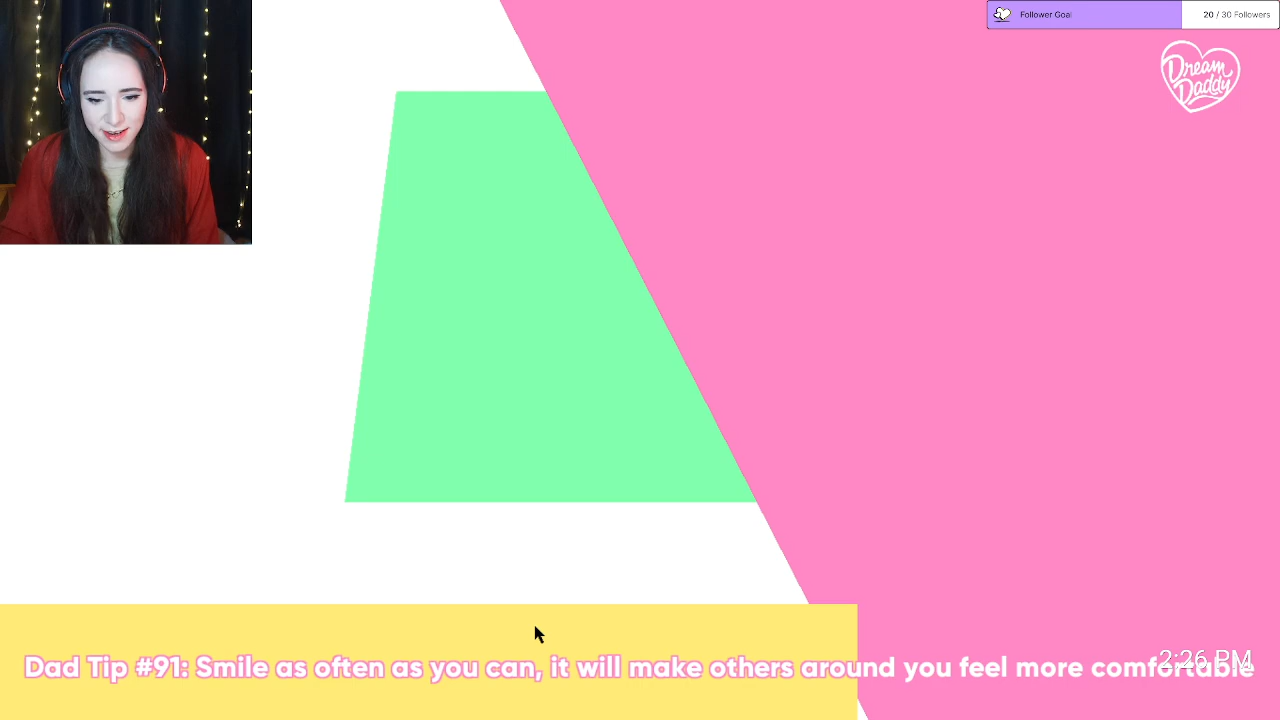 Follower Goal
20 / 30 Followers
Dream
Daddy
Dad Tip #91: Smile as often as you can, it will make others around you feel more comfortable
2:26 PM